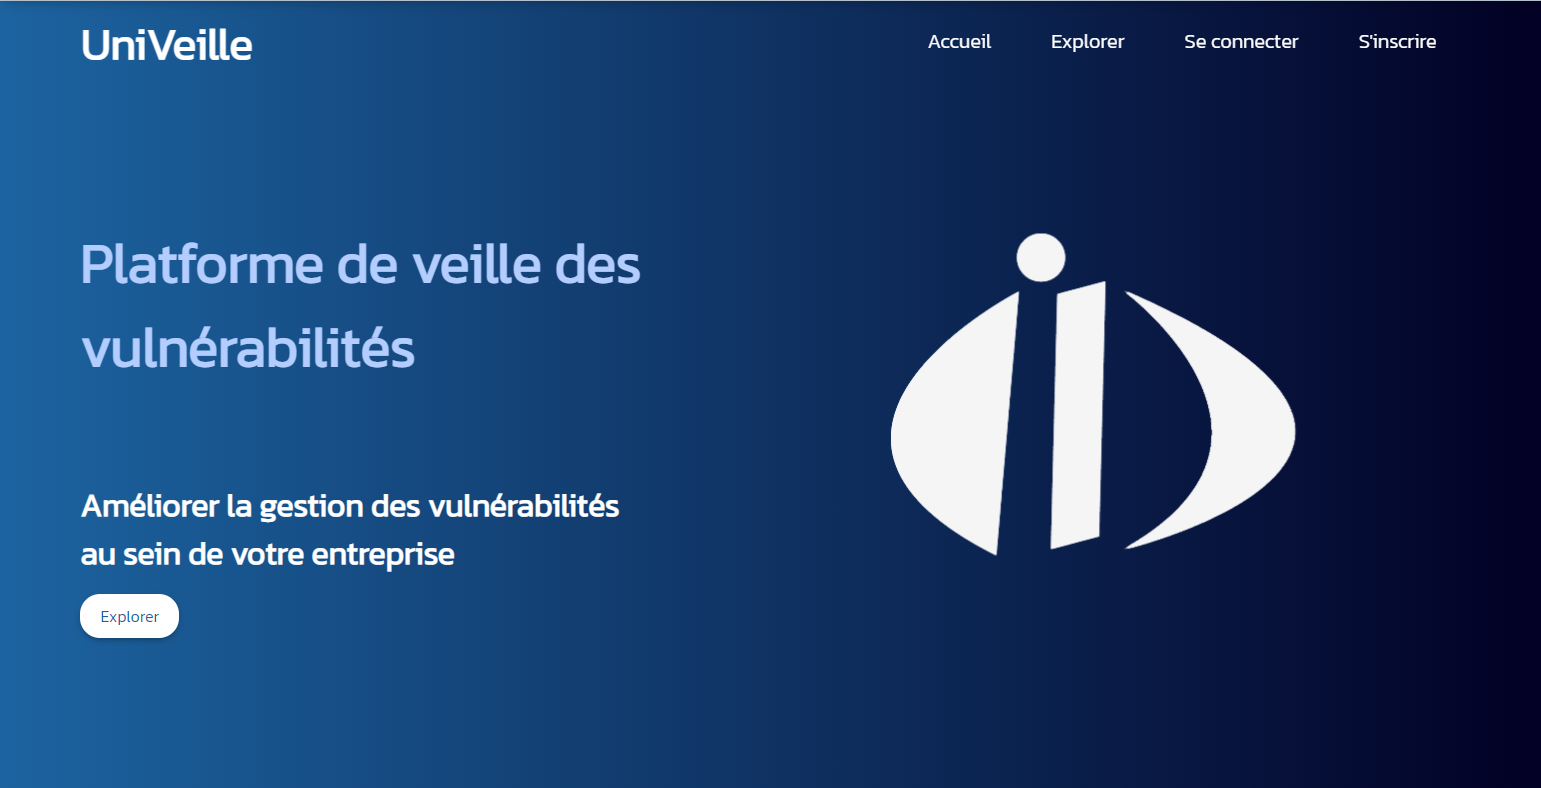 UniVeille
Accueil
Explorer
Se connecter
S'inscrire
Platforme de veille des
vulnérabilités
Améliorer la gestion des vulnérabilités
au sein de votre entreprise
Explorer